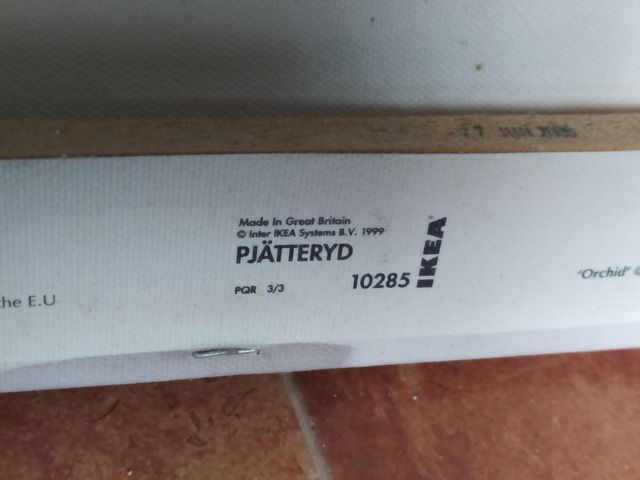 Made In Great Britain
© Inter IKEA Systems B.V. 1999
PJÄTTERYD
PQR 3/3
10285
IKEA®
the E.U
'Orchid' ©